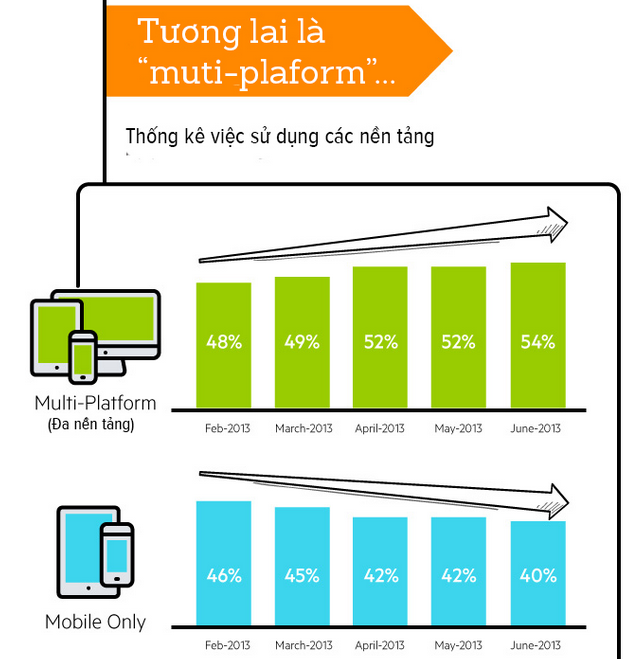 Tương lai là
“muti-plaform”...
Thống kê việc sử dụng các nền tảng
48% 49% 52% 52% 54%
Multi-Platform
(Đa nền tảng)
Feb-2013 March-2013 April-2013 May-2013 June-2013
46% 45% 42% 42% 40%
Mobile Only
Feb-2013 March-2013 April-2013 May-2013 June-2013